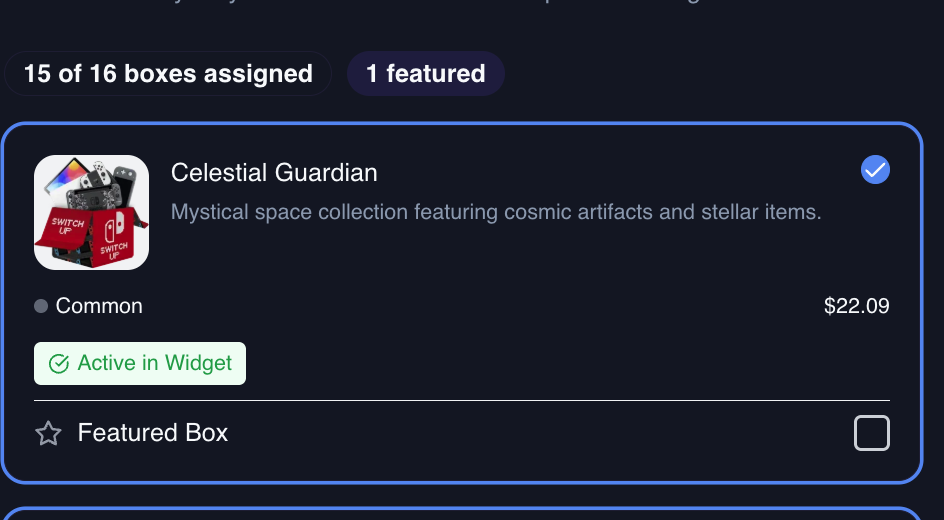 15 of 16 boxes assigned
1 featured
Celestial Guardian
Mystical space collection featuring cosmic artifacts and stellar items.
SWITCH
UP
SWITCH
UP
Common
$22.09
Active in Widget
Featured Box